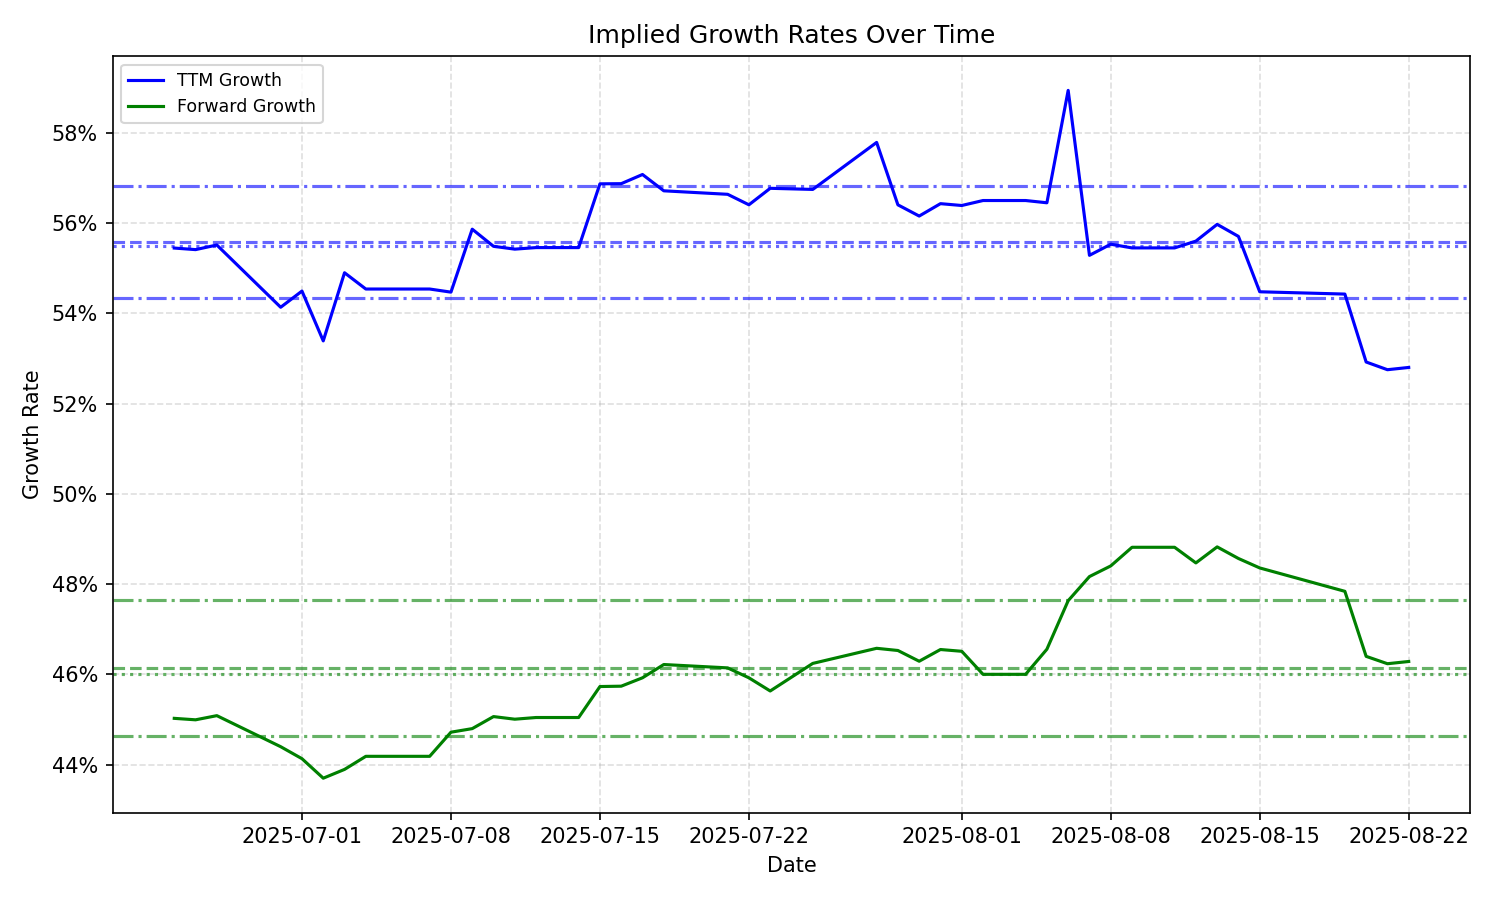 Implied Growth Rates Over Time
TTM Growth
Forward Growth
58%
56%
54%
52%
50%
48%
46%
44%
Growth Rate
2025-07-01 2025-07-08 2025-07-15 2025-07-22 2025-08-01 2025-08-08 2025-08-15 2025-08-22
Date